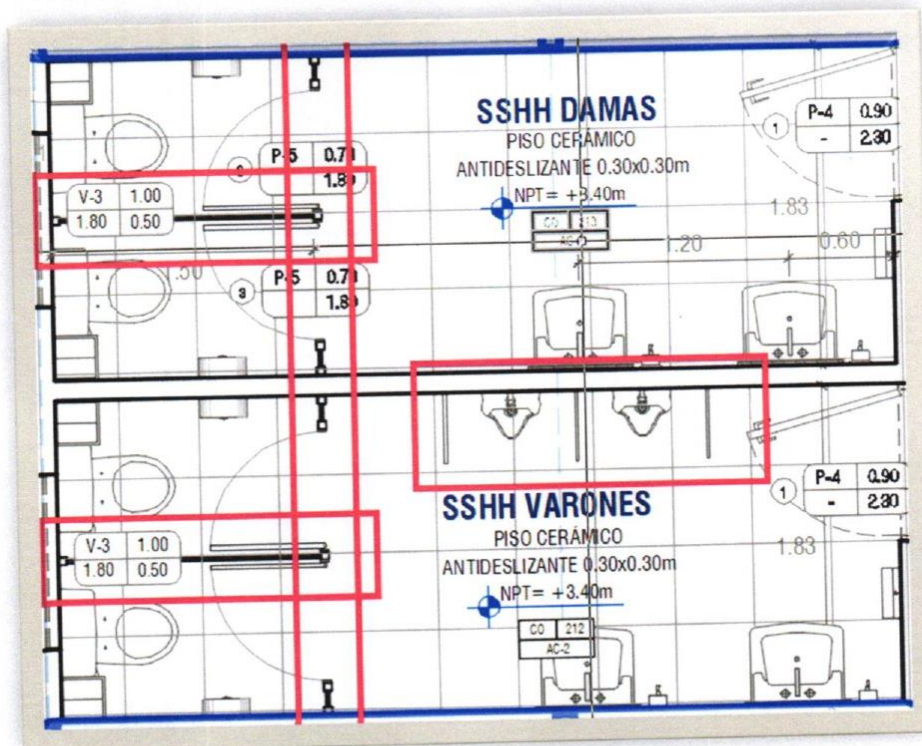 SSHH DAMAS
PISO CERÁMICO
ANTIDESLIZANTE 0.30x0.30m
NPT= +3.40m
P-4 0.90
- 2.30
1
P-5 0.70
1.80
V-3 1.00
1.80 0.50
CO 213
1.83
1.20
0.60
.50
P-5 0.70
1.80
3
SSHH VARONES
PISO CERÁMICO
ANTIDESLIZANTE 0.30x0.30m
NPT= +3.40m
P-4 0.90
- 2.30
1
1.83
V-3 1.00
1.80 0.50
CO 212
AC-2